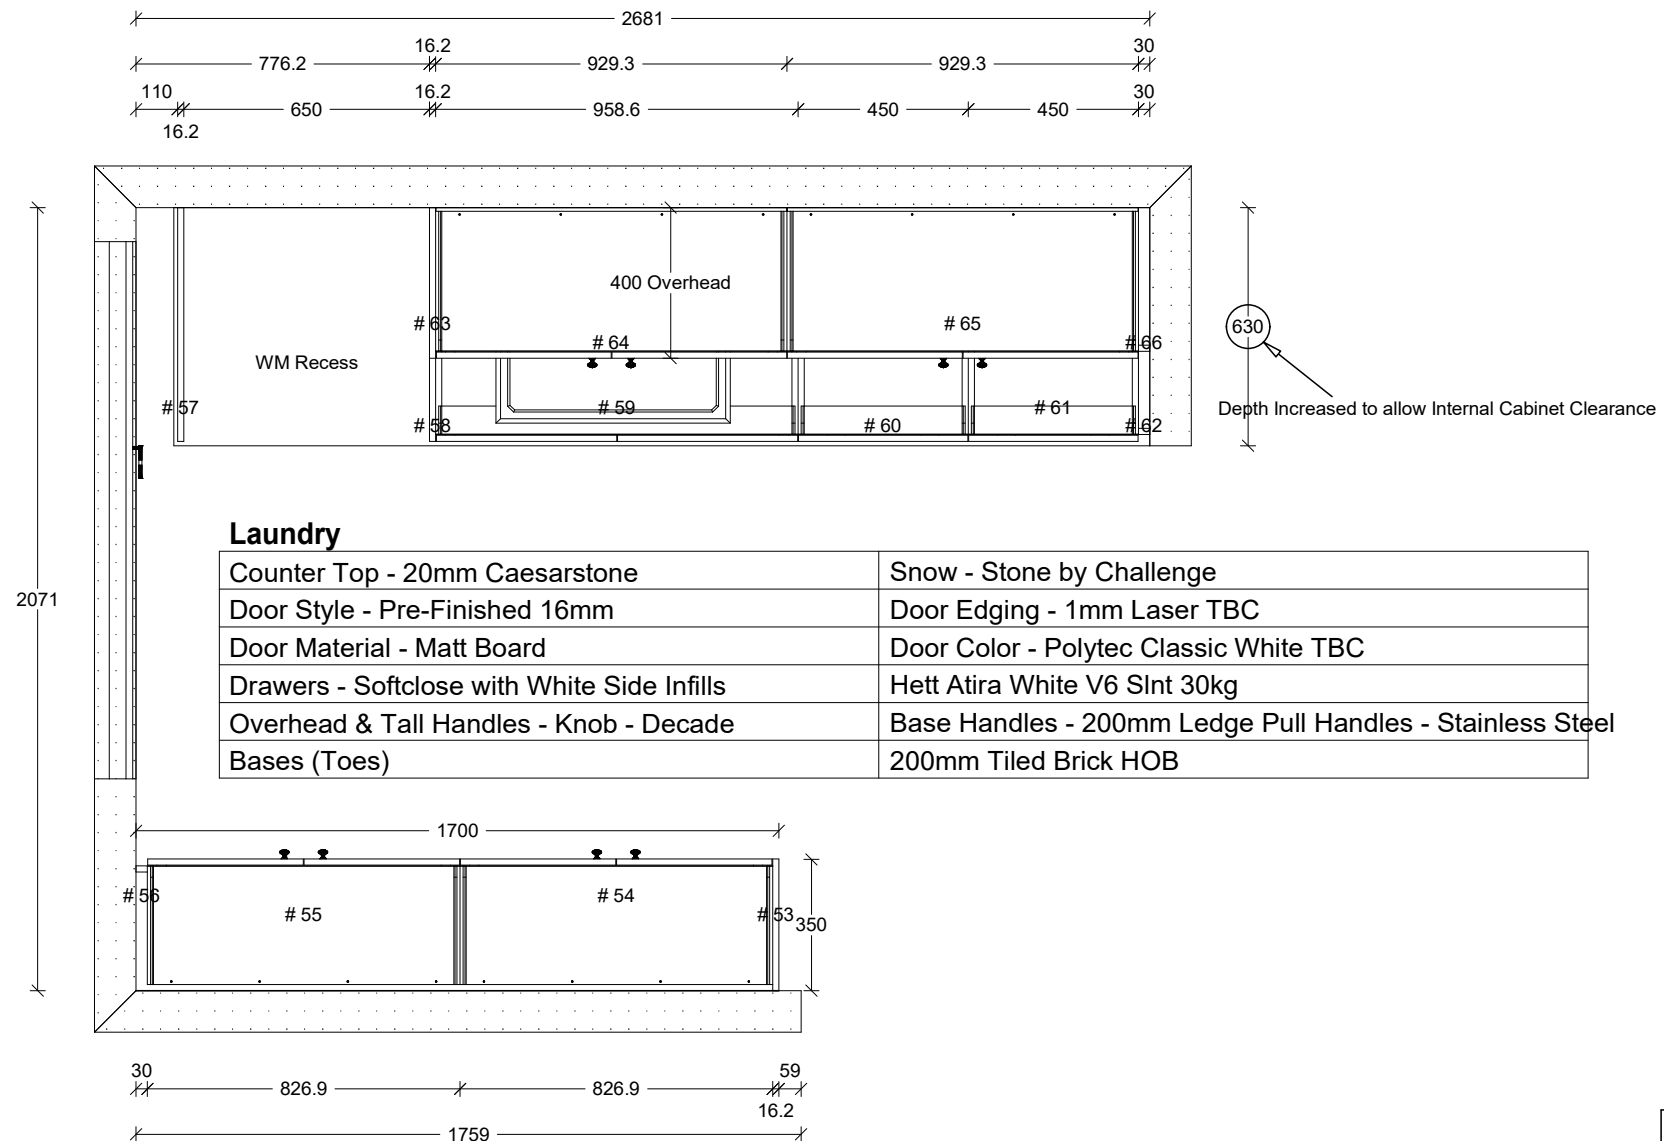 2681
16.2 30
776.2 929.3 929.3
110 16.2 30
650 958.6 450 450
16.2
400 Overhead
# 63 # 65
# 64 # 66
630
WM Recess
# 57 # 59 # 61 Depth Increased to allow Internal Cabinet Clearance
# 58 # 60 # 62
Laundry
Counter Top - 20mm Caesarstone Snow - Stone by Challenge
2071
Door Style - Pre-Finished 16mm Door Edging - 1mm Laser TBC
Door Material - Matt Board Door Color - Polytec Classic White TBC
Drawers - Softclose with White Side Infills Hett Atira White V6 Slnt 30kg
Overhead & Tall Handles - Knob - Decade Base Handles - 200mm Ledge Pull Handles - Stainless Steel
Bases (Toes) 200mm Tiled Brick HOB
1700
# 56 # 54
# 55 # 53
350
30 59
826.9 826.9
16.2
1759